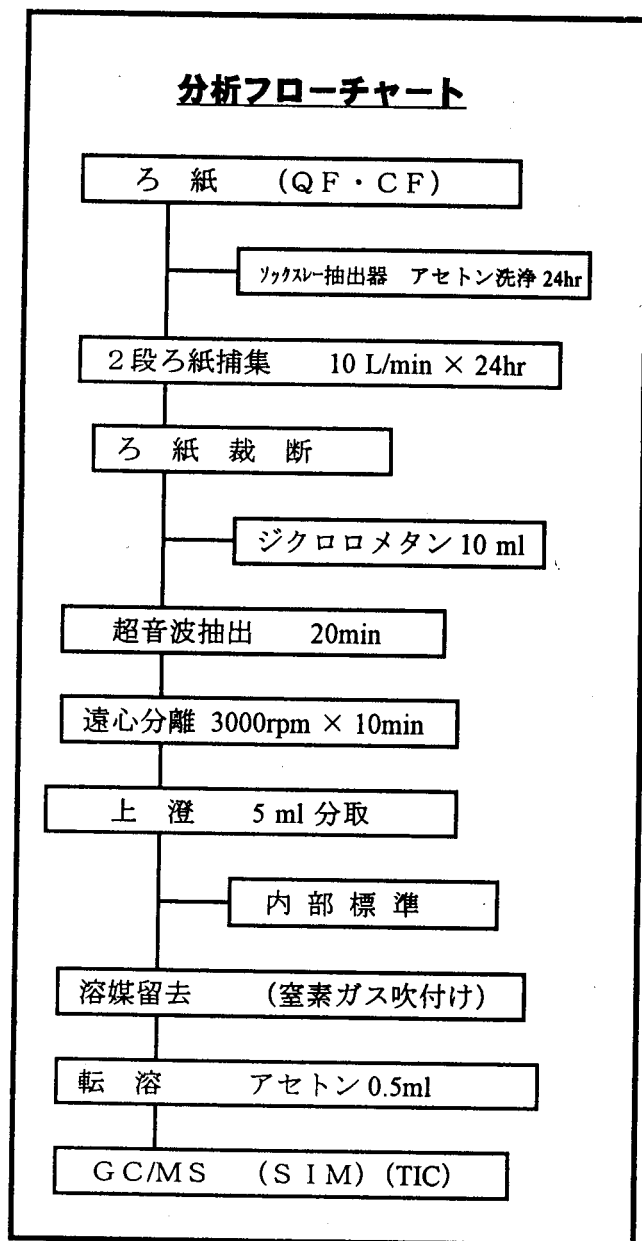 分析フローチャート
ろ 紙 (ＱＦ・ＣＦ)
ｿｯｸｽﾚｰ抽出器 アセトン洗浄 24hr
２段ろ紙捕集 10 L/min × 24hr
ろ 紙 裁 断
ジクロロメタン 10 ml
超音波抽出 20min
遠心分離 3000rpm × 10min
上 澄 5 ml 分取
内 部 標 準
溶媒留去 (窒素ガス吹付け)
転 溶 アセトン 0.5ml
ＧＣ/ＭＳ (ＳＩＭ) (TIC)